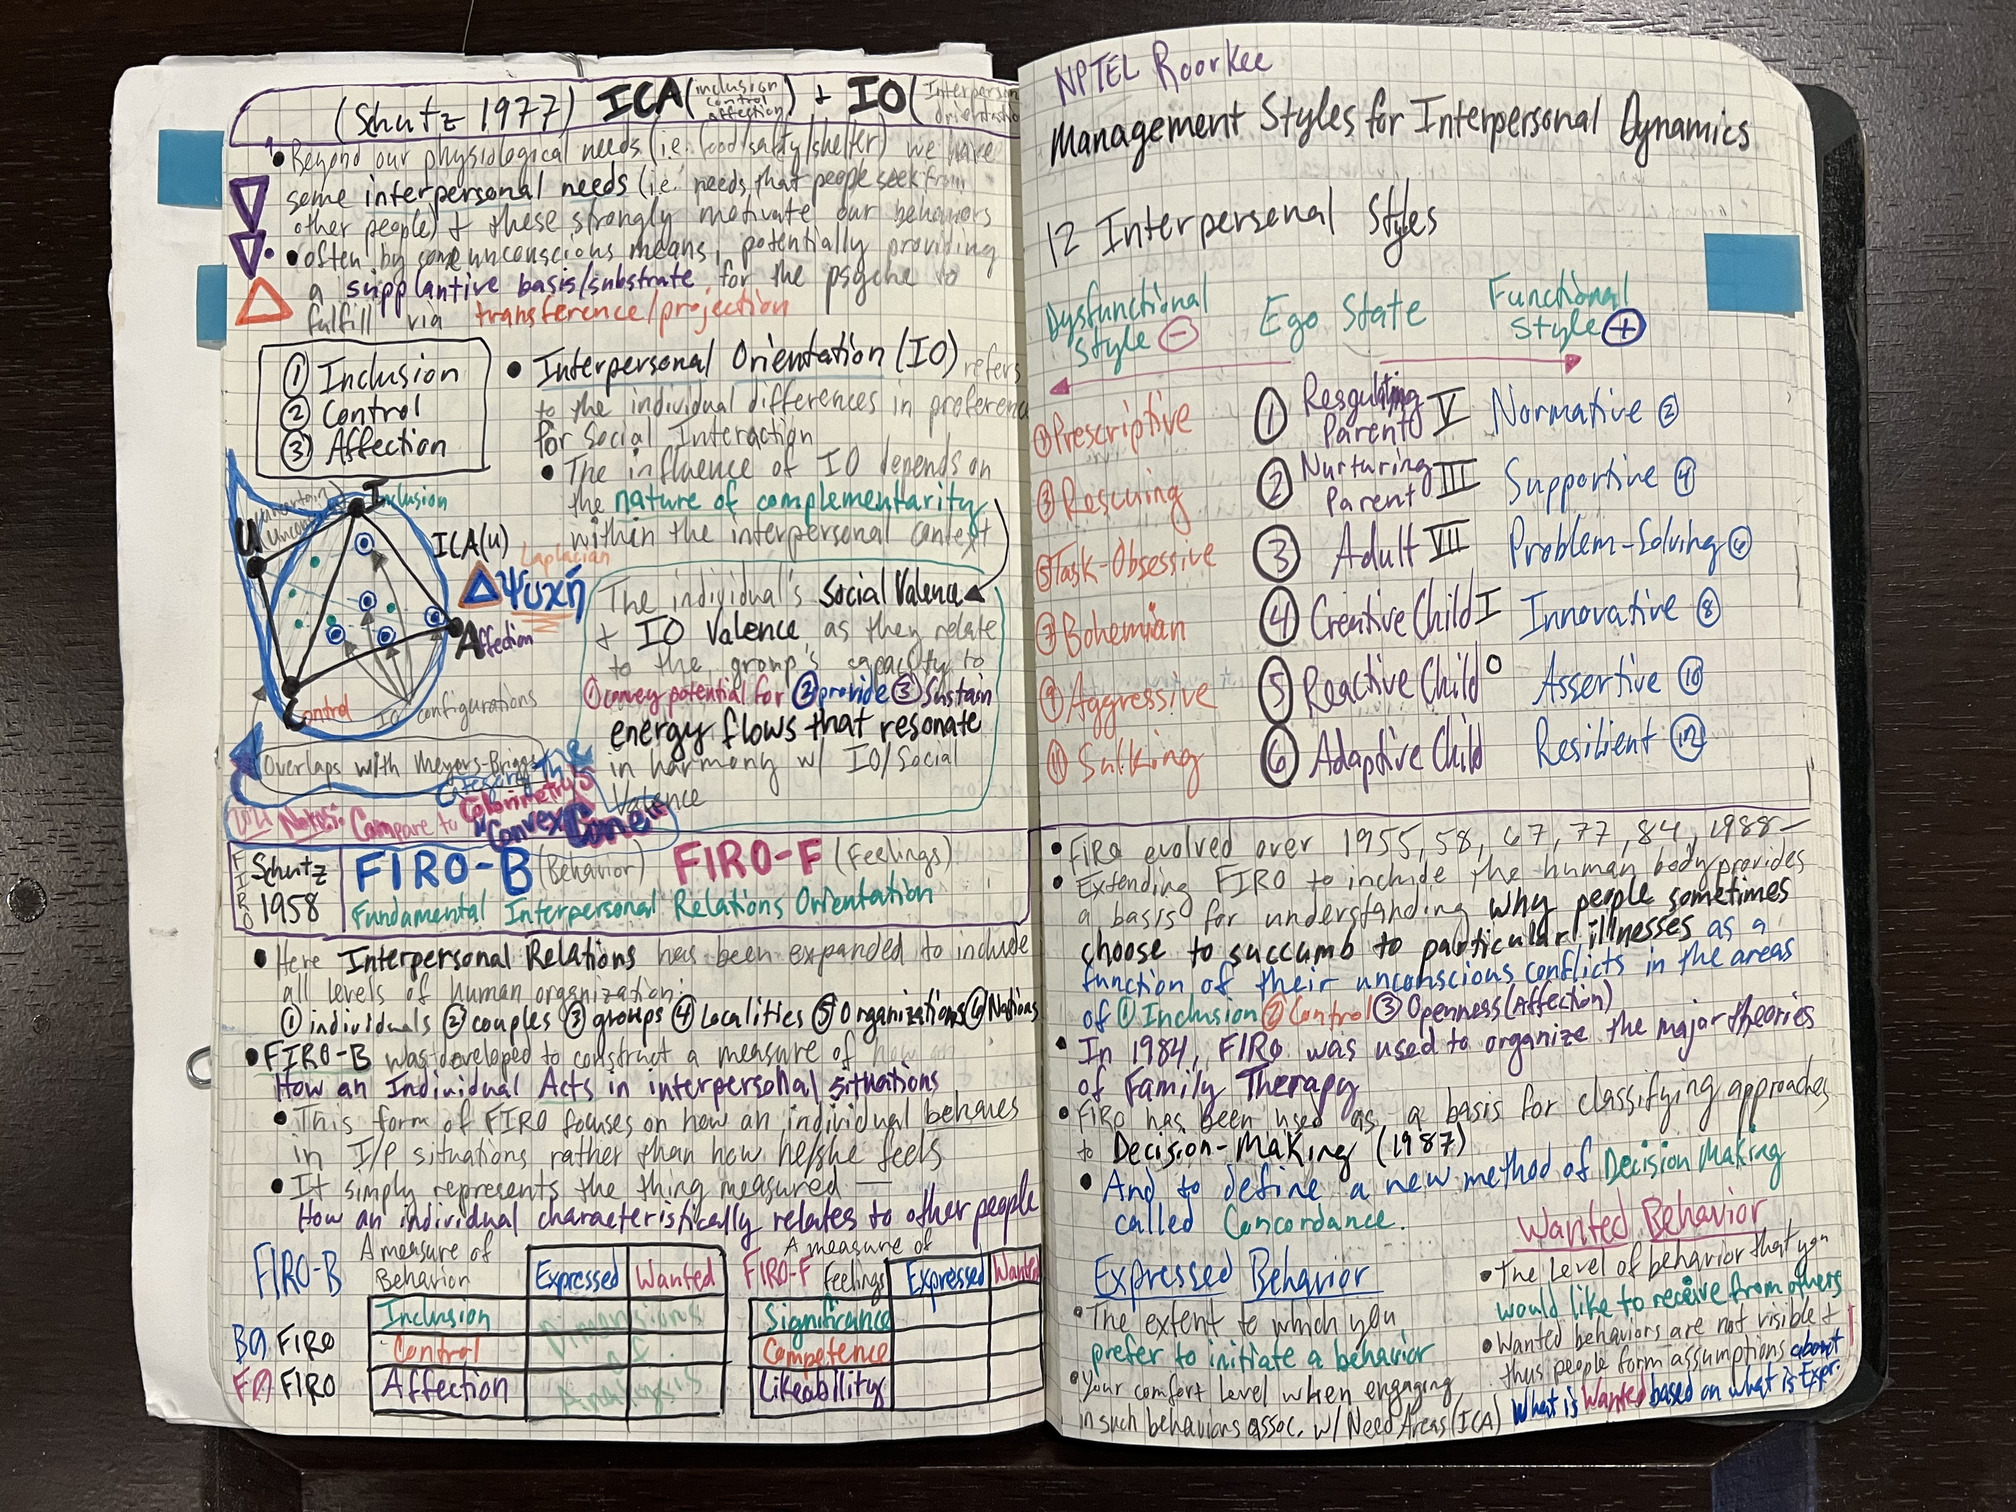 (Schutz 1977) ICA (inclusion control affection) + IO (
• Beyond our physiological needs (i.e. food/safty/shelter) we have
some interpersonal needs (i.e. needs that people seek from
other people) + these strongly motivate our behaviors
• often by some unconscious means, potentially providing
a supplantive basis/substrate for the psyche to
fulfill via transference/projection
① Inclusion
② Control
③ Affection
• Interpersonal Orientation (IO) refers
to the individual differences in preference
for Social Interaction
• The influence of IO depends on
the nature of complementarity
within the interpersonal context
U
Inclusion
ICA(u)
Laplacian
Δ Ψυχή
Affection
Control
IO configurations
The individual's Social Valence
+ IO Valence as they relate
to the group's capacity to
① convey potential for ② provide ③ Sustain
energy flows that resonate
in harmony w/ IO/Social
Valence
Overlaps w/th Meyers-Briggs
Notes: Compare to
the
Colorimetry's
"Convex Cone"
FIRO
Schutz
1958
FIRO-B (Behavior) FIRO-F (Feelings)
Fundamental Interpersonal Relations Orientation
• Here Interpersonal Relations has been expanded to include
all levels of human organization:
① individuals ② couples ③ groups ④ Localities ⑤ Organizations ⑥ Nations
• FIRO-B was developed to construct a measure of how an
How an Individual Acts in interpersonal situations
• This form of FIRO focuses on how an individual behaves
in I/P situations rather than how he/she feels
• It simply represents the thing measured —
How an individual characteristically relates to other people
FIRO-B
A measure of
Behavior
Expressed
Wanted
Inclusion
Control
Affection
Dimensions
of
Analysis
FIRO
FIRO
FIRO-F
A measure of
feelings
Expressed
Wanted
Significance
Competence
Likeability
NPTEL Roorkee
Management Styles for Interpersonal Dynamics
12 Interpersonal Styles
Dysfunctional Style ⊖ Ego State Functional Style ⊕
① Prescriptive ① Resgulating Parent V Normative ②
③ Rescuing ② Nurturing Parent III Supportive ④
⑤ Task-Obsessive ③ Adult VII Problem-Solving ⑥
⑦ Bohemian ④ Creative Child I Innovative ⑧
⑨ Aggressive ⑤ Reactive Child O Assertive ⑩
⑪ Sulking ⑥ Adaptive Child Resilient ⑫
• FIRO evolved over 1955, 58, 67, 77, 84, 1988—
• Extending FIRO to include the human body provides
a basis for understanding why people sometimes
choose to succumb to particular illnesses as a
function of their unconscious conflicts in the areas
of ① Inclusion ② Control ③ Openness (Affection)
• In 1984, FIRO was used to organize the major theories
of Family Therapy
• FIRO has been used as a basis for classifying approaches
to Decision-Making (1987)
• And to define a new method of Decision Making
called Concordance.
Expressed Behavior
• The extent to which you
prefer to initiate a behavior
• Your comfort level when engaging
in such behaviors assoc. w/ Need Areas (ICA)
Wanted Behavior
• The Level of behavior that you
would like to receive from others
• Wanted behaviors are not visible +
thus people form assumptions about
What is Wanted based on what is Expr.